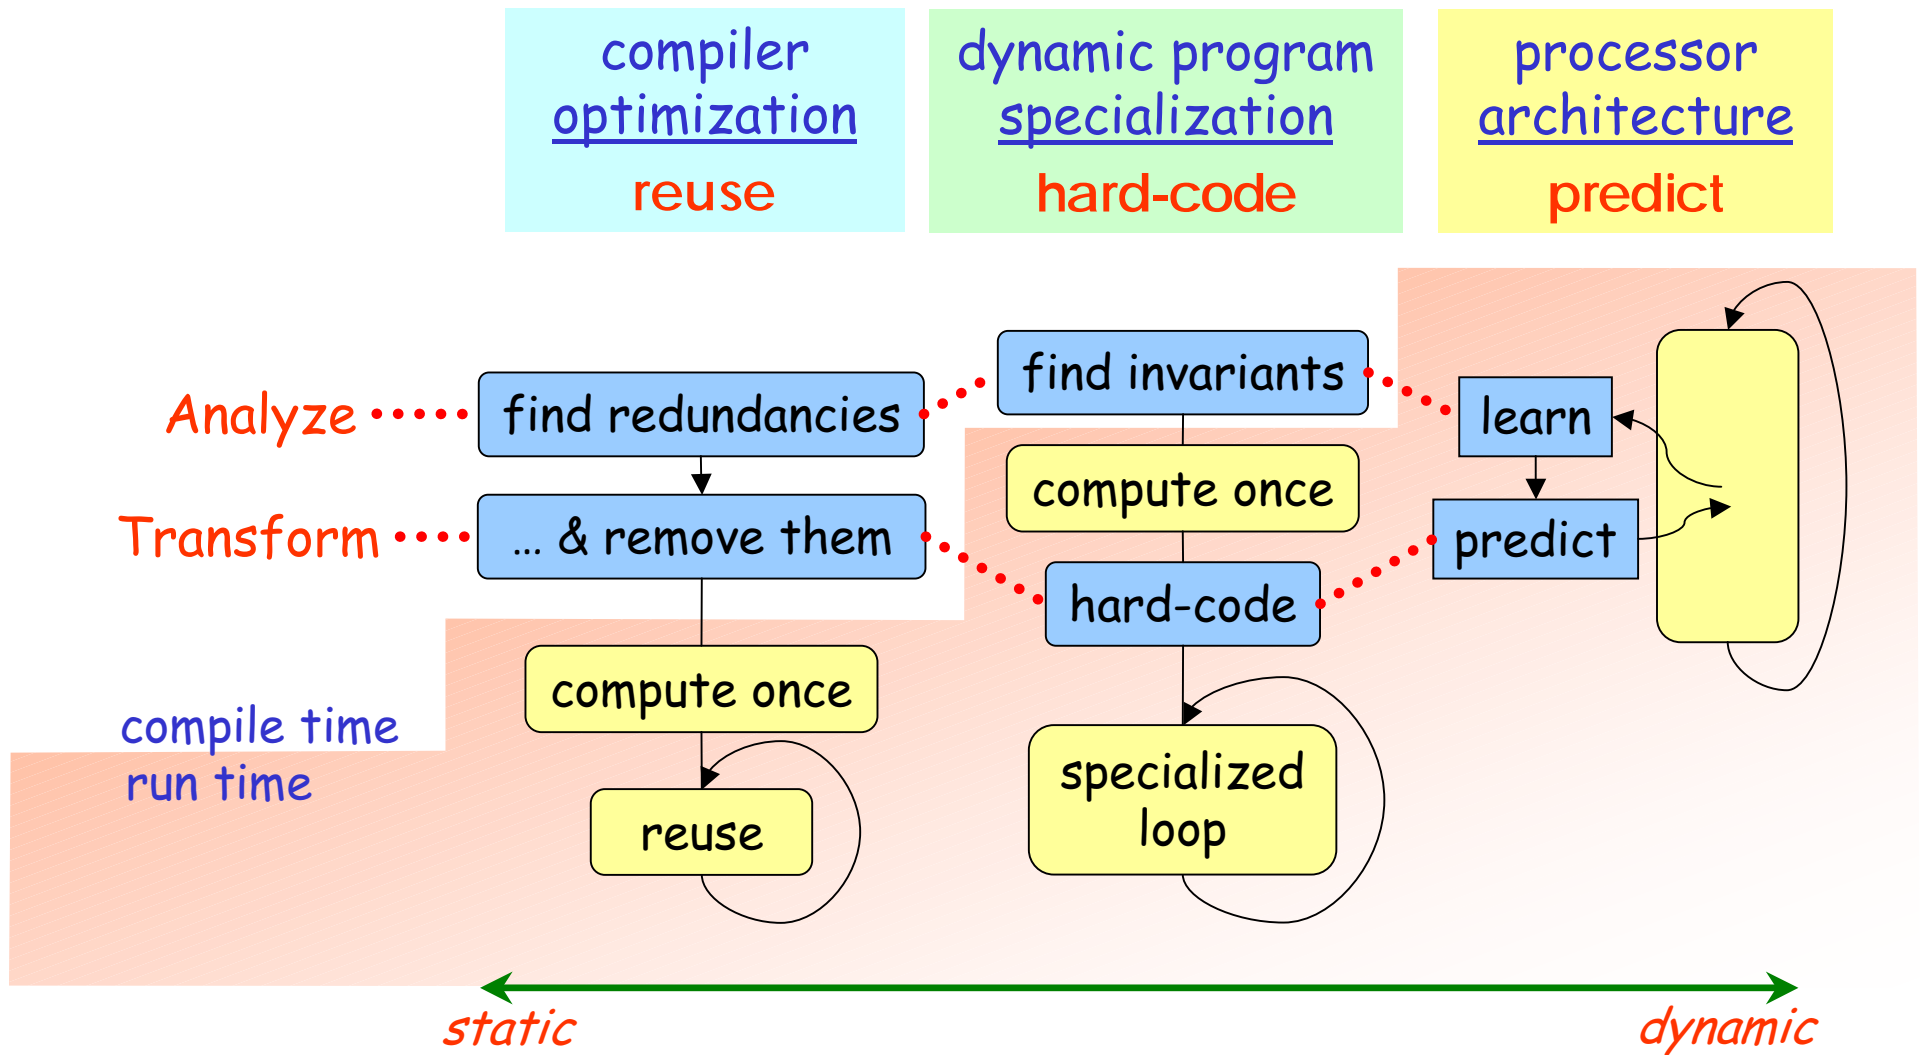 compiler
optimization
reuse
dynamic program
specialization
hard-code
processor
architecture
predict
Analyze
find redundancies
find invariants
learn
Transform
... & remove them
compute once
hard-code
predict
compile time
run time
compute once
reuse
specialized
loop
static
dynamic